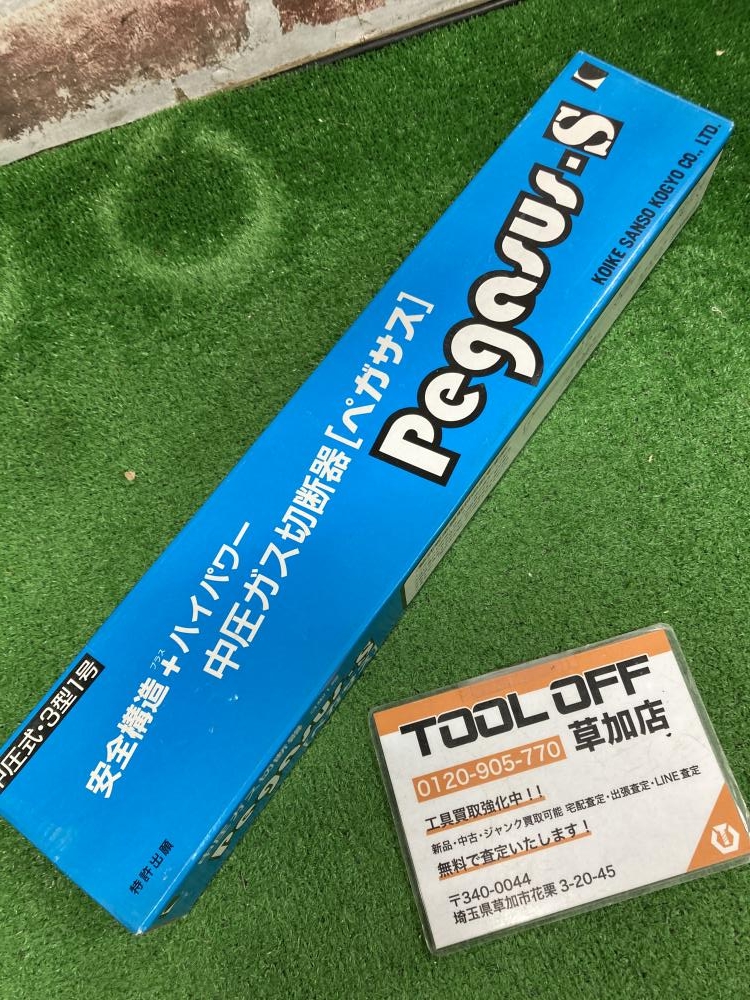 Pegasus-S
KOIKE SANSO KOGYO CO., LTD.
安全構造+ハイパワー
プラス
中圧ガス切断器[ペガサス]
中圧式・3型1号
特許出願
Pegasus-S
TOOL OFF
草加店
0120-905-770
工具買取強化中!!
新品・中古・ジャンク買取可能 宅配査定・出張査定・LINE査定
無料で査定いたします!
〒340-0044
埼玉県草加市花栗 3-20-45